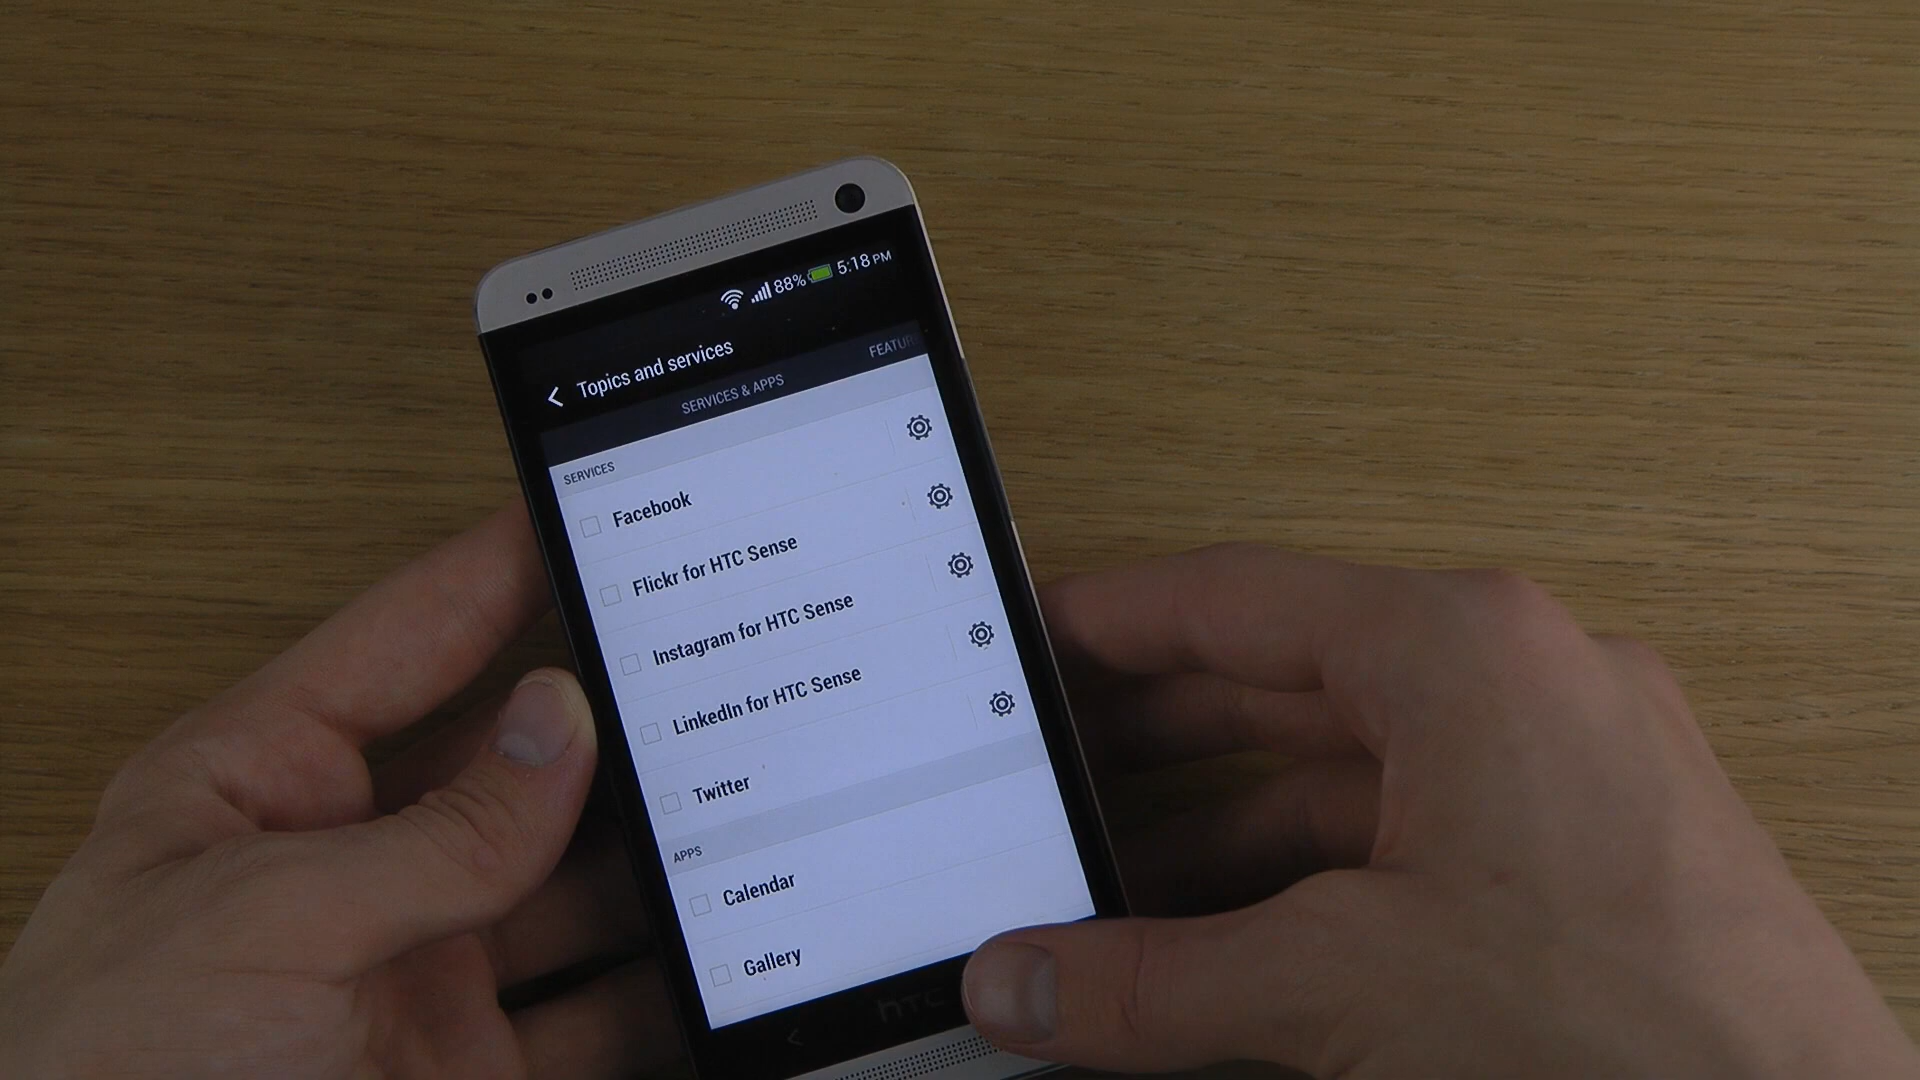 88% 5:18 PM
Topics and services
SERVICES & APPS
FEATUR
SERVICES
Facebook
Flickr for HTC Sense
Instagram for HTC Sense
LinkedIn for HTC Sense
Twitter
APPS
Calendar
Gallery
hTC